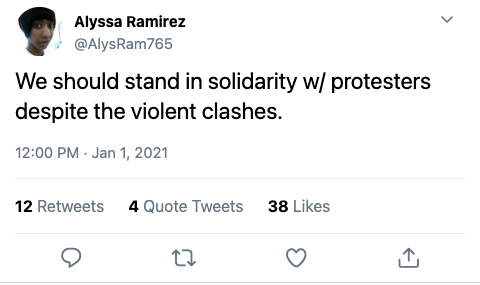 Alyssa Ramirez
@AlysRam765
We should stand in solidarity w/ protesters
despite the violent clashes.
12:00 PM · Jan 1, 2021
12 Retweets 4 Quote Tweets 38 Likes